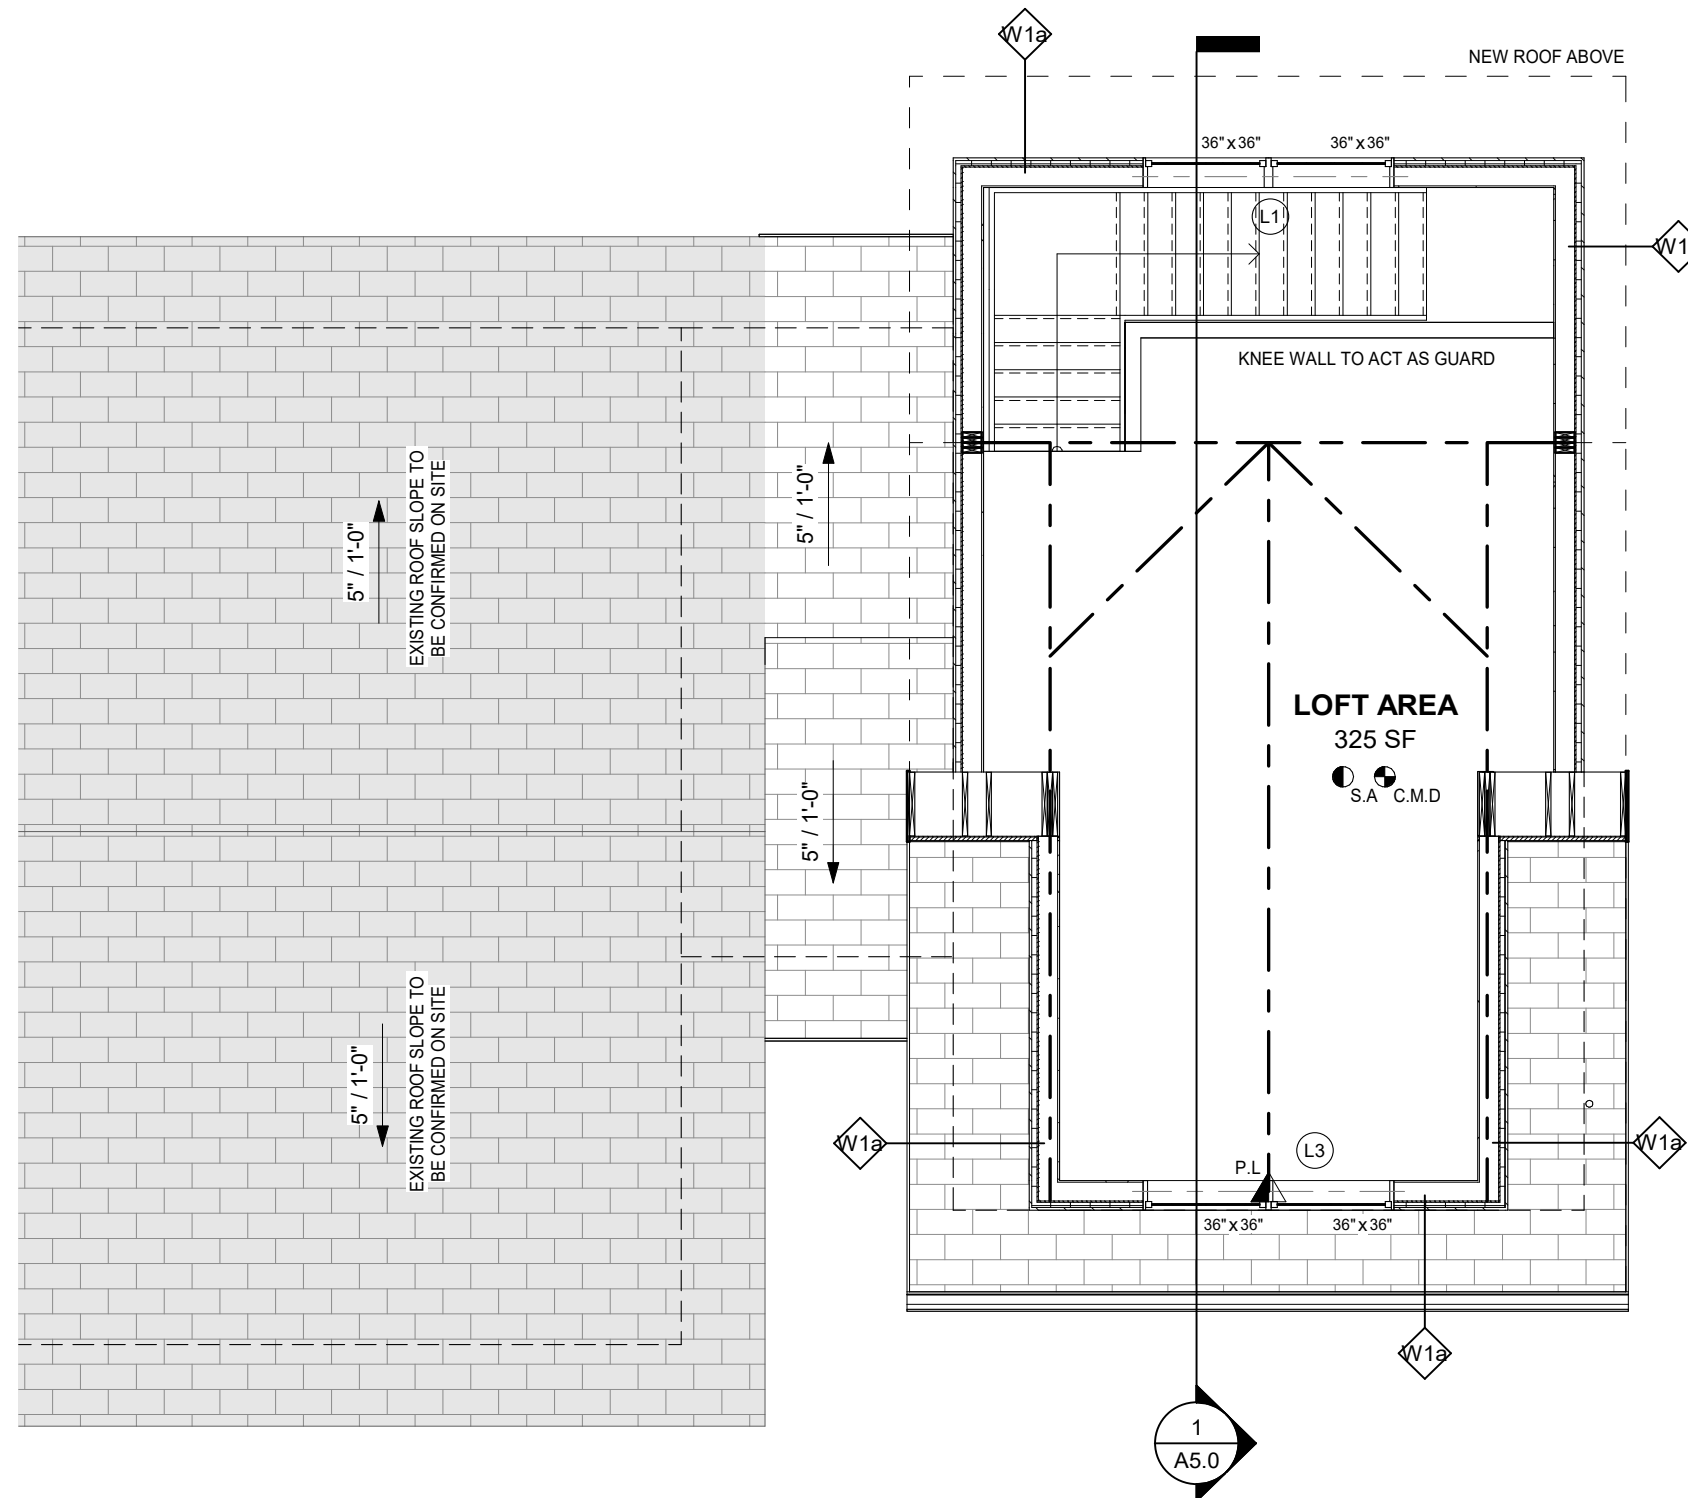 W1a
NEW ROOF ABOVE
36" x 36"
36" x 36"
L1
W1
KNEE WALL TO ACT AS GUARD
5" / 1'-0"
EXISTING ROOF SLOPE TO
BE CONFIRMED ON SITE
5" / 1'-0"
LOFT AREA
325 SF
S.A
C.M.D
5" / 1'-0"
5" / 1'-0"
EXISTING ROOF SLOPE TO
BE CONFIRMED ON SITE
W1a
L3
W1a
P.L
36" x 36"
36" x 36"
W1a
1
A5.0